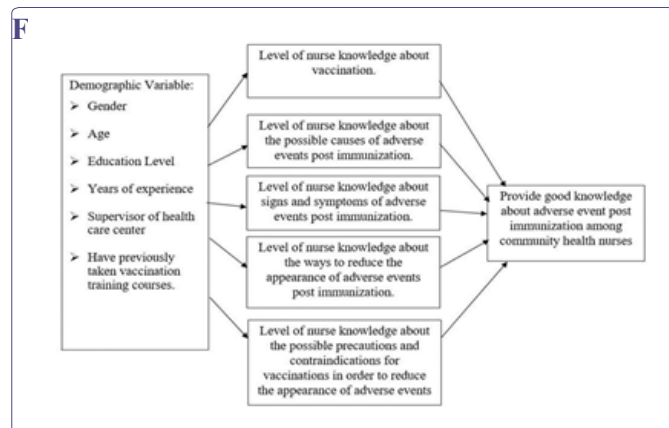 F
Demographic Variable:
➤ Gender
➤ Age
➤ Education Level
➤ Years of experience
➤ Supervisor of health
care center
➤ Have previously
taken vaccination
training courses.
Level of nurse knowledge about
vaccination.
Level of nurse knowledge about
the possible causes of adverse
events post immunization.
Level of nurse knowledge about
signs and symptoms of adverse
events post immunization.
Level of nurse knowledge about
the ways to reduce the
appearance of adverse events
post immunization.
Level of nurse knowledge about
the possible precautions and
contraindications for
vaccinations in order to reduce
the appearance of adverse events
Provide good knowledge
about adverse event post
immunization among
community health nurses